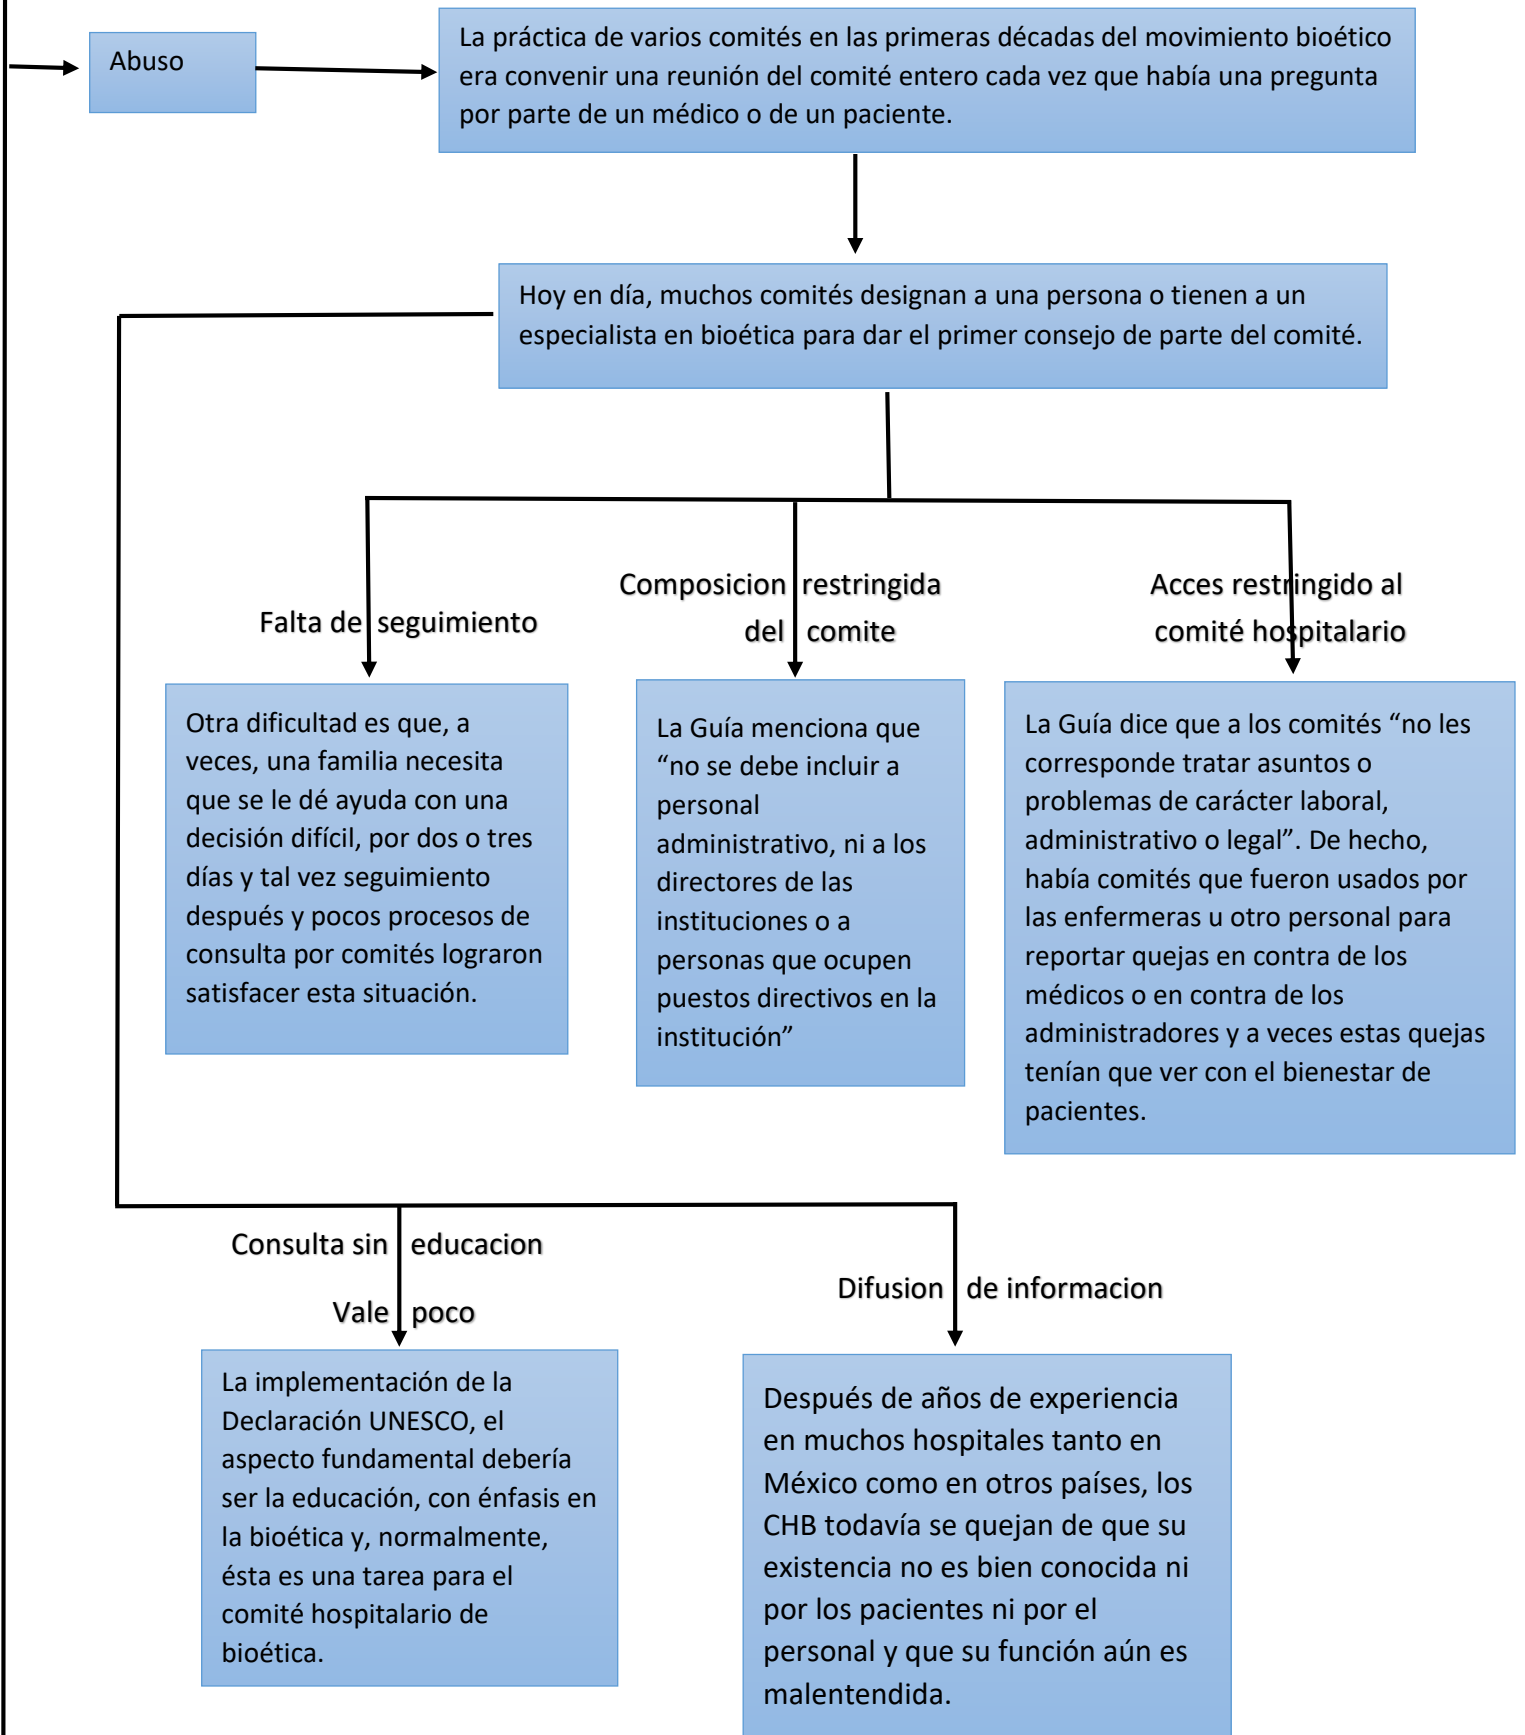 Abuso
La práctica de varios comités en las primeras décadas del movimiento bioético
era convenir una reunión del comité entero cada vez que había una pregunta
por parte de un médico o de un paciente.
Hoy en día, muchos comités designan a una persona o tienen a un
especialista en bioética para dar el primer consejo de parte del comité.
Falta de seguimiento
Otra dificultad es que, a
veces, una familia necesita
que se le dé ayuda con una
decisión difícil, por dos o tres
días y tal vez seguimiento
después y pocos procesos de
consulta por comités lograron
satisfacer esta situación.
Composicion restringida
del comite
La Guía menciona que
“no se debe incluir a
personal
administrativo, ni a los
directores de las
instituciones o a
personas que ocupen
puestos directivos en la
institución”
Acces restringido al
comité hospitalario
La Guía dice que a los comités “no les
corresponde tratar asuntos o
problemas de carácter laboral,
administrativo o legal”. De hecho,
había comités que fueron usados por
las enfermeras u otro personal para
reportar quejas en contra de los
médicos o en contra de los
administradores y a veces estas quejas
tenían que ver con el bienestar de
pacientes.
Consulta sin educacion
Vale poco
La implementación de la
Declaración UNESCO, el
aspecto fundamental debería
ser la educación, con énfasis en
la bioética y, normalmente,
ésta es una tarea para el
comité hospitalario de
bioética.
Difusion de informacion
Después de años de experiencia
en muchos hospitales tanto en
México como en otros países, los
CHB todavía se quejan de que su
existencia no es bien conocida ni
por los pacientes ni por el
personal y que su función aún es
malentendida.